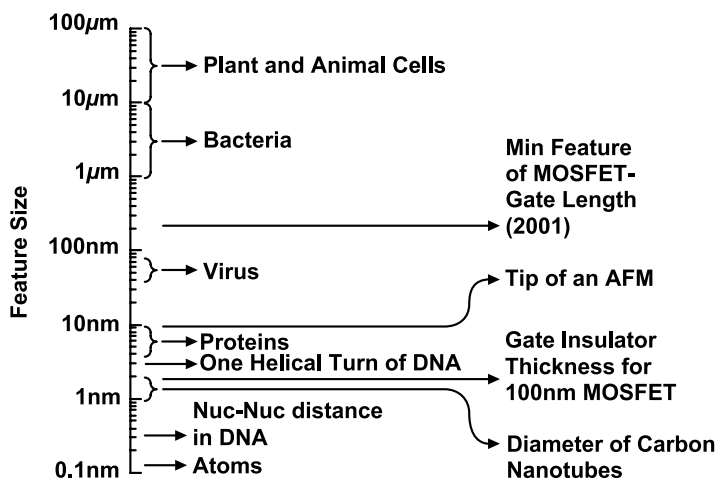 100µm
Plant and Animal Cells
10µm
Bacteria
1µm
Min Feature
of MOSFET-
Gate Length
(2001)
100nm
Virus
Tip of an AFM
10nm
Proteins
Gate Insulator
Thickness for
100nm MOSFET
One Helical Turn of DNA
1nm
Nuc-Nuc distance
in DNA
Diameter of Carbon
Nanotubes
Atoms
0.1nm
Feature Size